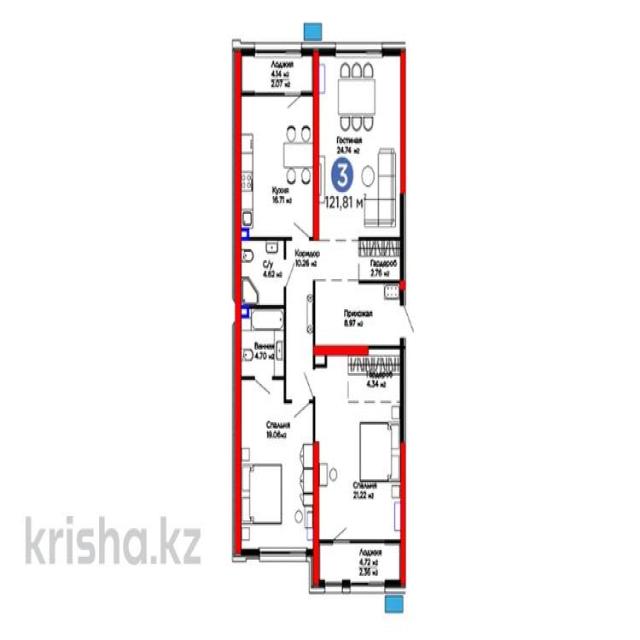 Лоджия
4.14 м2
2.07 м2
Гостиная
24.74 м2
3
121,81 м²
Кухня
16.71 м2
Коридор
10.26 м2
С/у
4.62 м2
Гардероб
2.76 м2
Прихожая
8.97 м2
Ванная
4.70 м2
Гардероб
4.34 м2
Спальня
19.06м2
Спальня
21.22 м2
Лоджия
4.72 м2
2.36 м2
krisha.kz